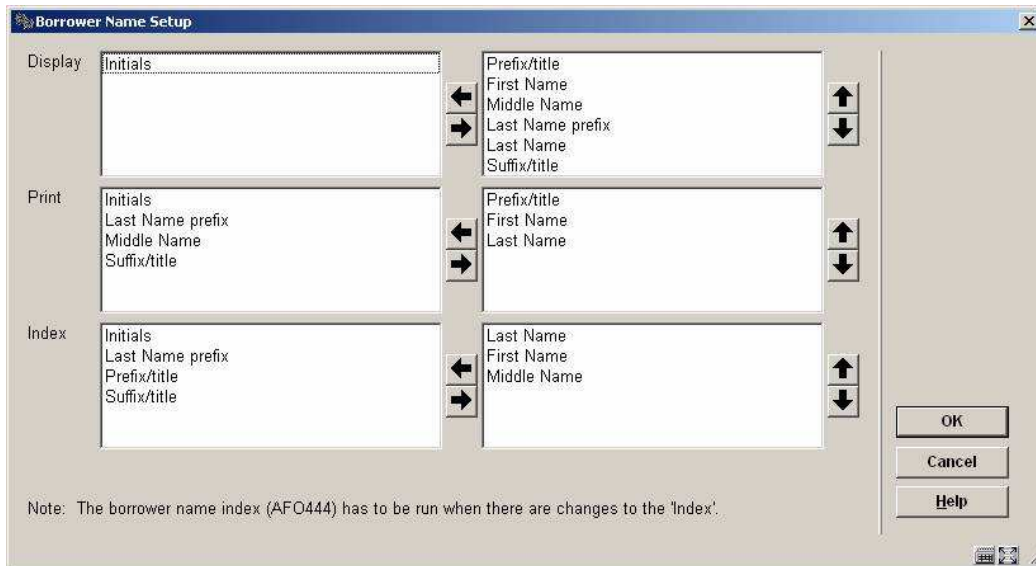 Borrower Name Setup
Display
Initials
Prefix/title
First Name
Middle Name
Last Name prefix
Last Name
Suffix/title
Print
Initials
Last Name prefix
Middle Name
Suffix/title
Prefix/title
First Name
Last Name
Index
Initials
Last Name prefix
Prefix/title
Suffix/title
Last Name
First Name
Middle Name
OK
Cancel
Help
Note: The borrower name index (AFO444) has to be run when there are changes to the 'Index'.